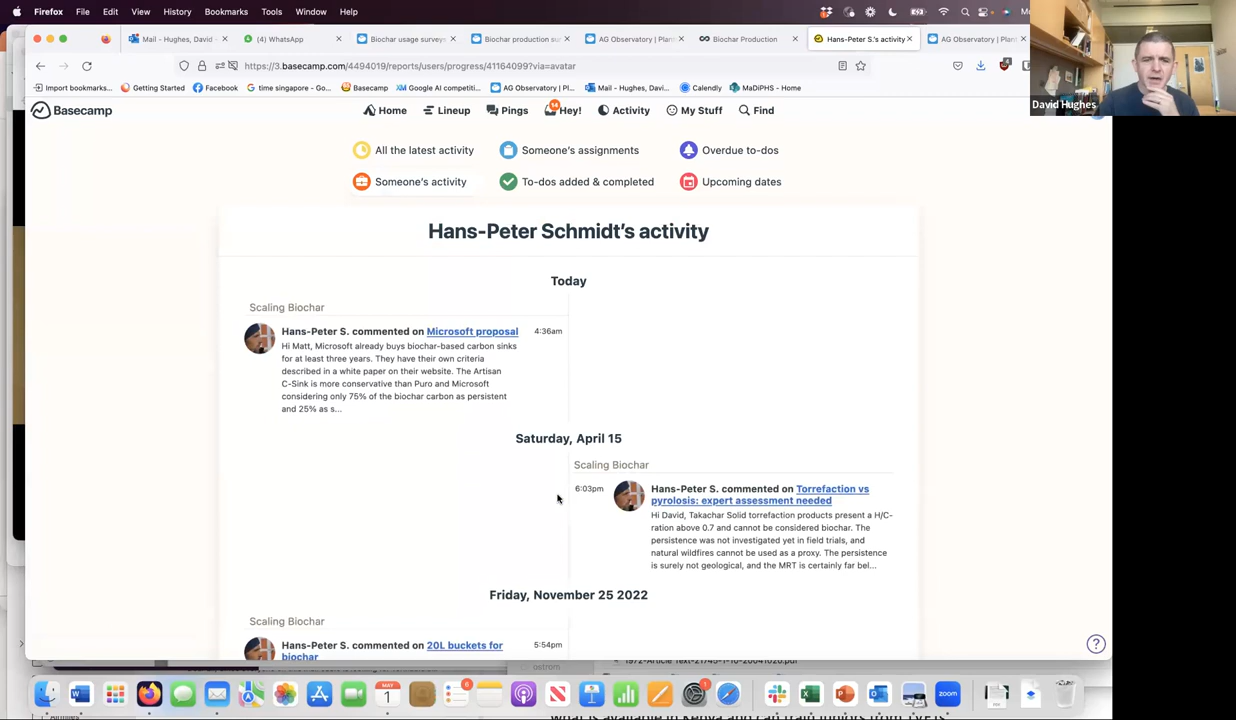 Firefox File Edit View History Bookmarks Tools Window Help
Mail - Hughes, David
(4) WhatsApp
Biochar usage surveys
Biochar production su
AG Observatory | Plant
Biochar Production
Hans-Peter S.'s activity
AG Observatory | Plant
https://3.basecamp.com/4494019/reports/users/progress/41164099?via=avatar
Import bookmarks...
Getting Started
Facebook
time singapore - Go...
Basecamp
Google AI competiti...
AG Observatory | Pl...
Mail - Hughes, Davi...
Calendly
MaDiPHS - Home
David Hughes
Basecamp
Home
Lineup
Pings
14
Hey!
Activity
My Stuff
Find
All the latest activity
Someone's assignments
Overdue to-dos
Someone's activity
To-dos added & completed
Upcoming dates
Hans-Peter Schmidt's activity
Today
Scaling Biochar
Hans-Peter S. commented on Microsoft proposal
4:36am
Hi Matt, Microsoft already buys biochar-based carbon sinks
for at least three years. They have their own criteria
described in a white paper on their website. The Artisan
C-Sink is more conservative than Puro and Microsoft
considering only 75% of the biochar carbon as persistent
and 25% as s...
Saturday, April 15
Scaling Biochar
6:03pm
Hans-Peter S. commented on Torrefaction vs
pyrolosis: expert assessment needed
Hi David, Takachar Solid torrefaction products present a H/C-
ration above 0.7 and cannot be considered biochar. The
persistence was not investigated yet in field trials, and
natural wildfires cannot be used as a proxy. The persistence
is surely not geological, and the MRT is certainly far bel...
Friday, November 25 2022
Scaling Biochar
Hans-Peter S. commented on 20L buckets for
biochar
5:54pm
?
MAY
1
6
1
zoom